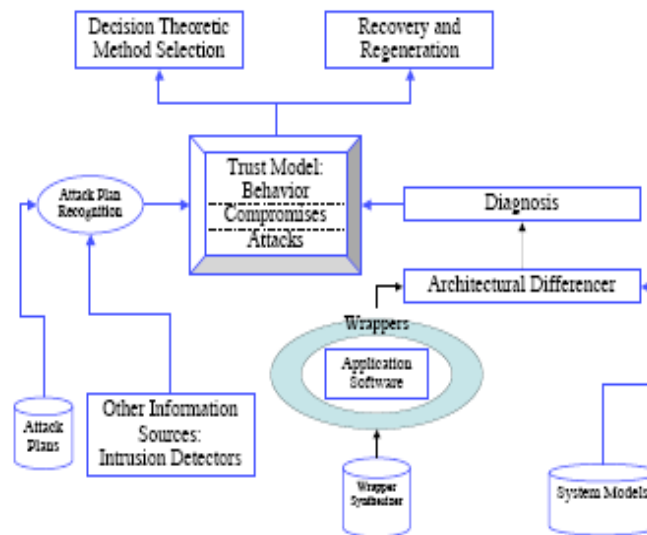 Decision Theoretic
Method Selection
Recovery and
Regeneration
Trust Model:
Behavior
Compromises
Attacks
Attack Plan
Recognition
Diagnosis
Architectural Differencer
Wrappers
Application
Software
Other Information
Sources:
Intrusion Detectors
Attack
Plans
Wrapper
Synthesizer
System Models